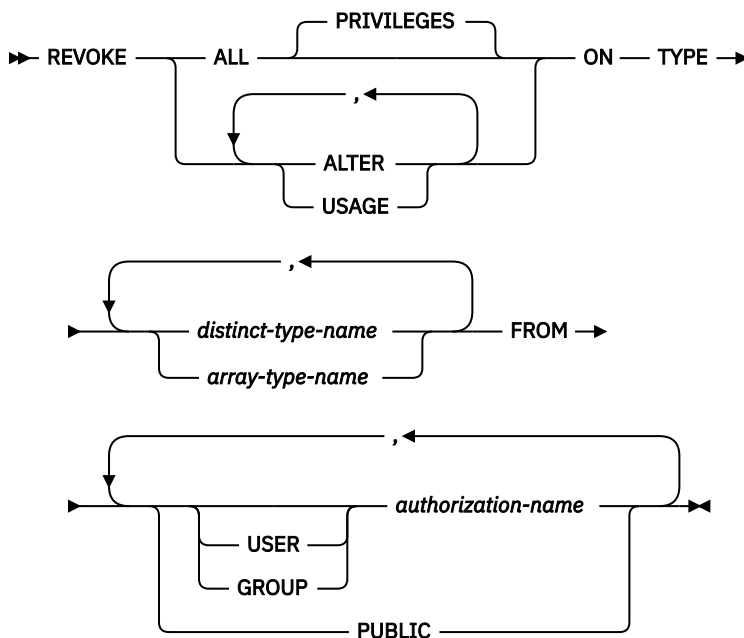 PRIVILEGES
REVOKE ALL ON TYPE
,
ALTER
USAGE
,
distinct-type-name FROM
array-type-name
,
authorization-name
USER
GROUP
PUBLIC